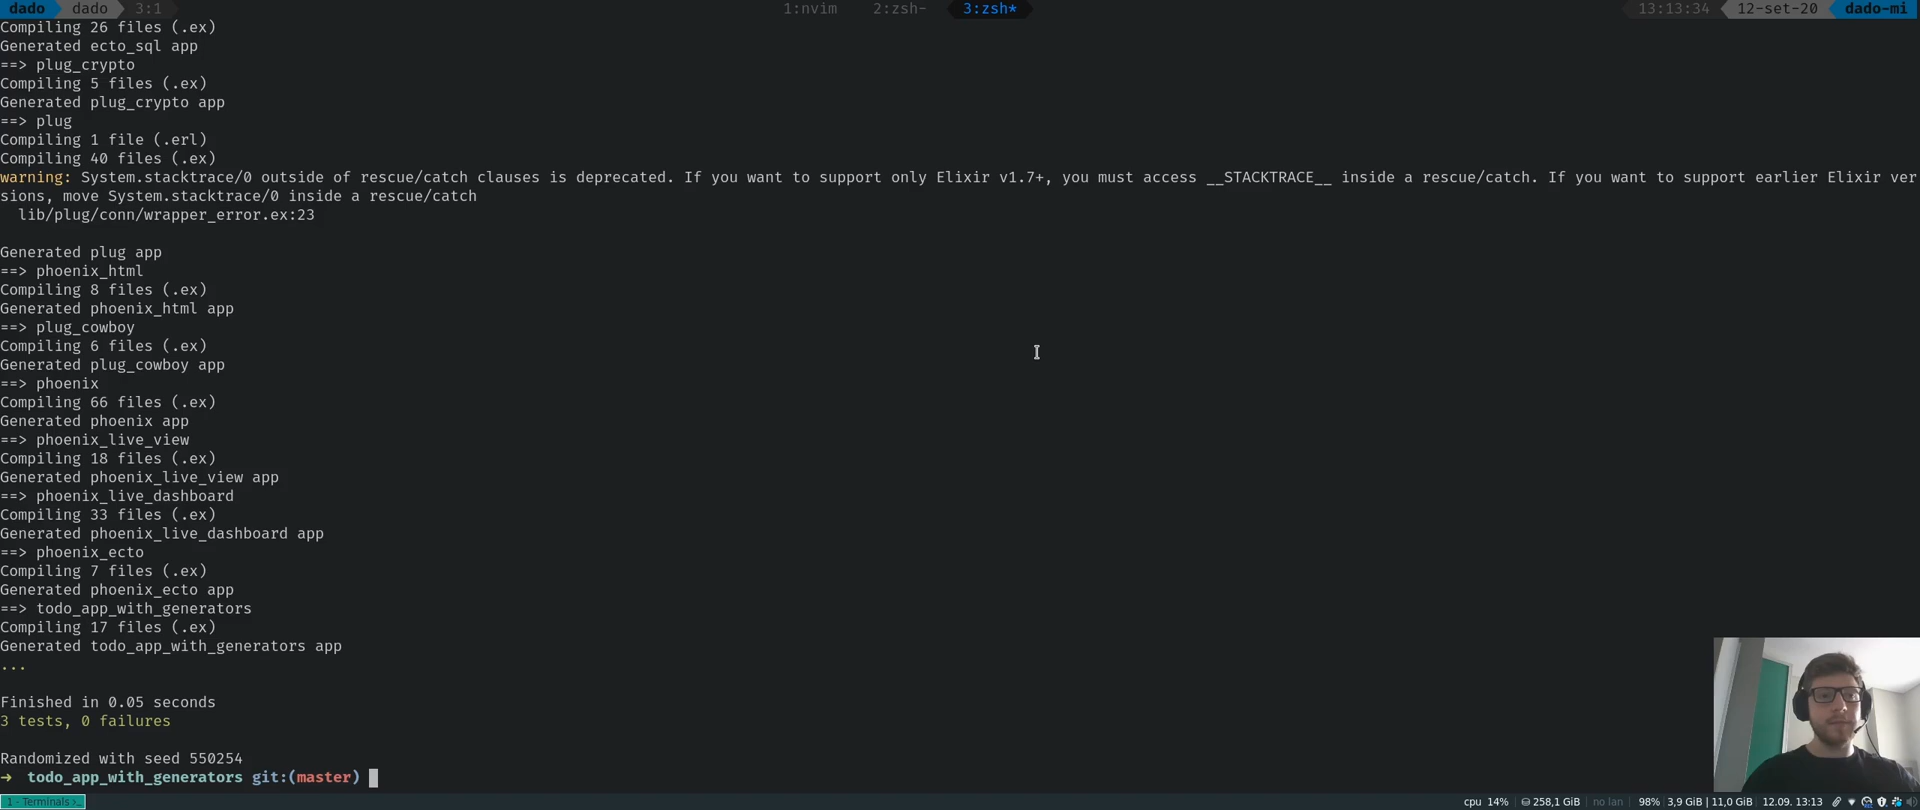 dado dado 3:1 1:nvim 2:zsh- 3:zsh* 13:13:34 12-set-20 dado-mi
Compiling 26 files (.ex)
Generated ecto_sql app
==> plug_crypto
Compiling 5 files (.ex)
Generated plug_crypto app
==> plug
Compiling 1 file (.erl)
Compiling 40 files (.ex)
warning: System.stacktrace/0 outside of rescue/catch clauses is deprecated. If you want to support only Elixir v1.7+, you must access __STACKTRACE__ inside a rescue/catch. If you want to support earlier Elixir ver
sions, move System.stacktrace/0 inside a rescue/catch
lib/plug/conn/wrapper_error.ex:23
Generated plug app
==> phoenix_html
Compiling 8 files (.ex)
Generated phoenix_html app
==> plug_cowboy
Compiling 6 files (.ex)
Generated plug_cowboy app
==> phoenix
Compiling 66 files (.ex)
Generated phoenix app
==> phoenix_live_view
Compiling 18 files (.ex)
Generated phoenix_live_view app
==> phoenix_live_dashboard
Compiling 33 files (.ex)
Generated phoenix_live_dashboard app
==> phoenix_ecto
Compiling 7 files (.ex)
Generated phoenix_ecto app
==> todo_app_with_generators
Compiling 17 files (.ex)
Generated todo_app_with_generators app
...
Finished in 0.05 seconds
3 tests, 0 failures
Randomized with seed 550254
→ todo_app_with_generators git:(master)
1 - Terminals >_ cpu 14% 258,1 GiB no lan 98% 3,9 GiB | 11,0 GiB 12.09. 13:13